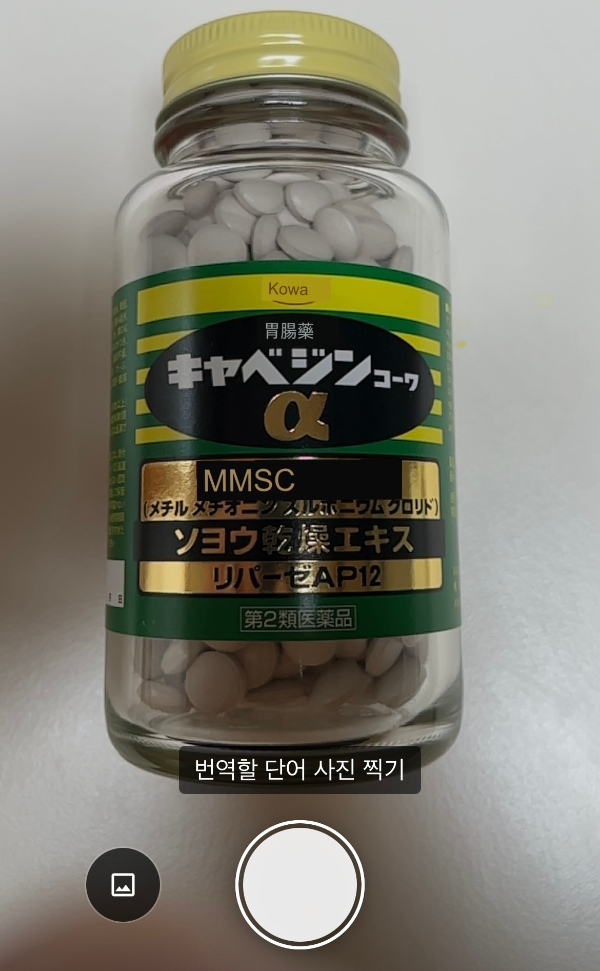 Kowa
胃腸薬
キャベジンコーワ
α
MMSC
(メチルメチオニンスルホニウムクロリド)
ソヨウ乾燥エキス
リパーゼAP12
第2類医薬品
번역할 단어 사진 찍기